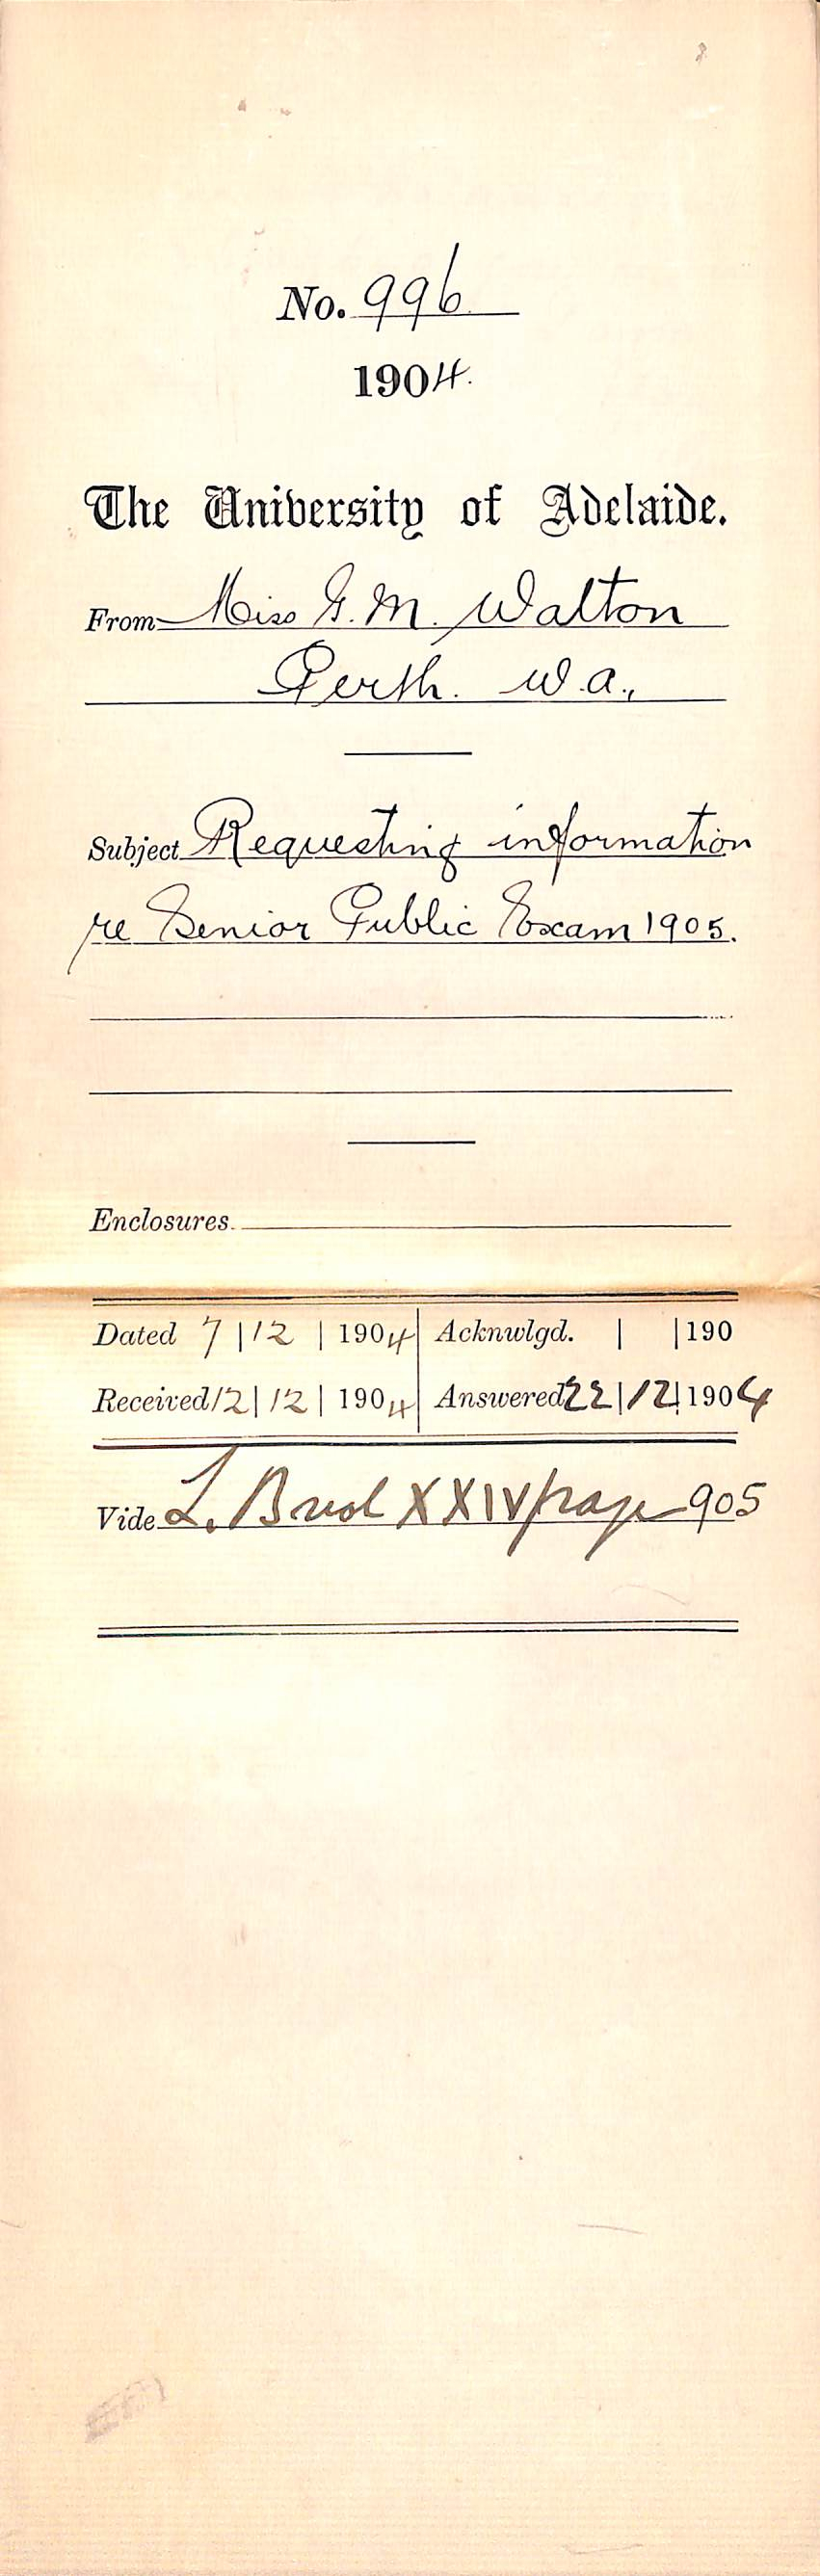 No. 996
1904.
The University of Adelaide.
From Miss G. M. Walton
Perth. W.a.,
Subject Requesting information
re Senior Public Exam 1905.
Enclosures.
Dated 7 | 12 | 1904 Acknwlgd. | | 190
Received 12 | 12 | 1904 Answered 22 | 12 | 1904
Vide L. B vol XXIV page 905